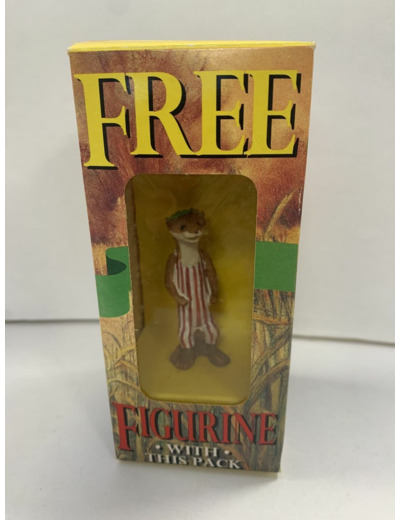 FREE
FIGURINE
• WITH •
THIS PACK